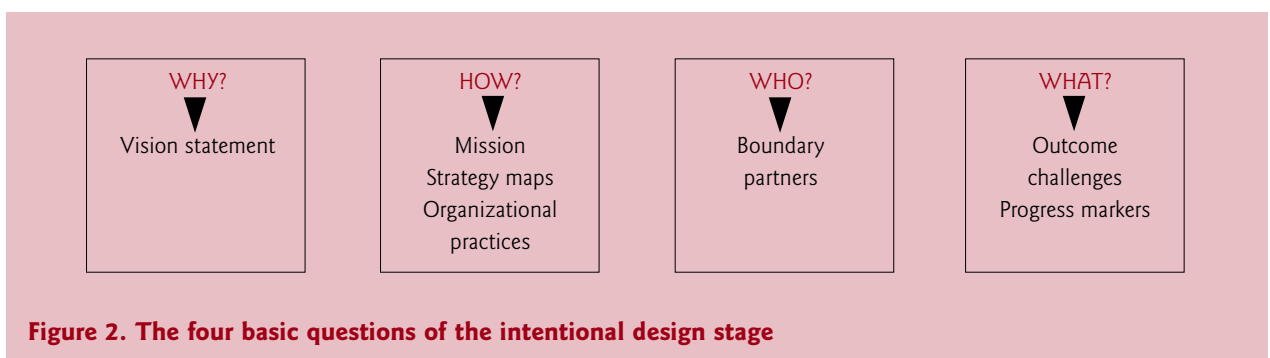 WHY?
Vision statement
HOW?
Mission
Strategy maps
Organizational
practices
WHO?
Boundary
partners
WHAT?
Outcome
challenges
Progress markers
Figure 2. The four basic questions of the intentional design stage